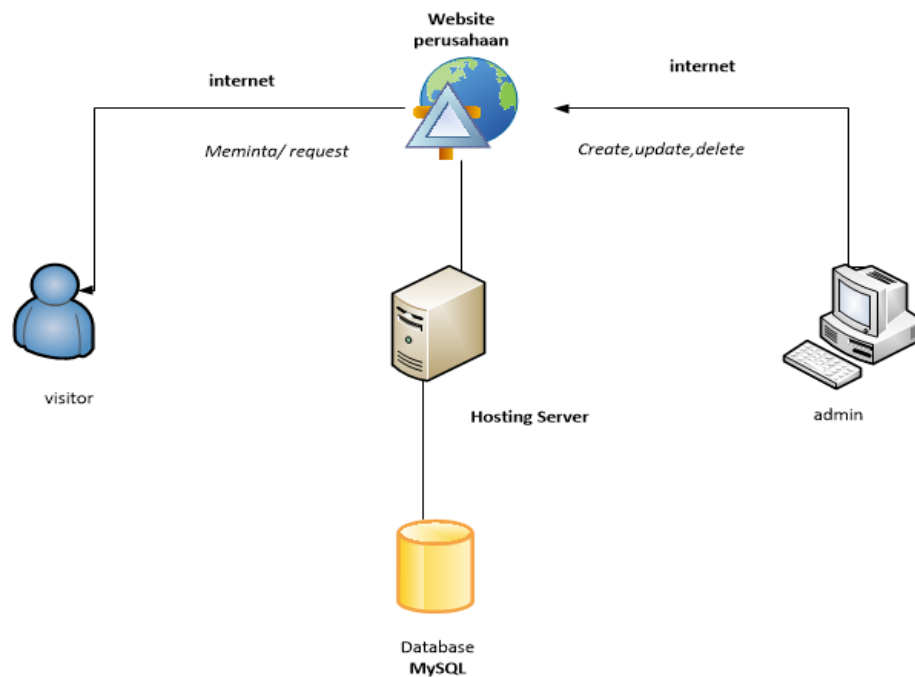 Website
perusahaan
internet
internet
Meminta/ request
Create,update,delete
visitor
Hosting Server
admin
Database
MySQL